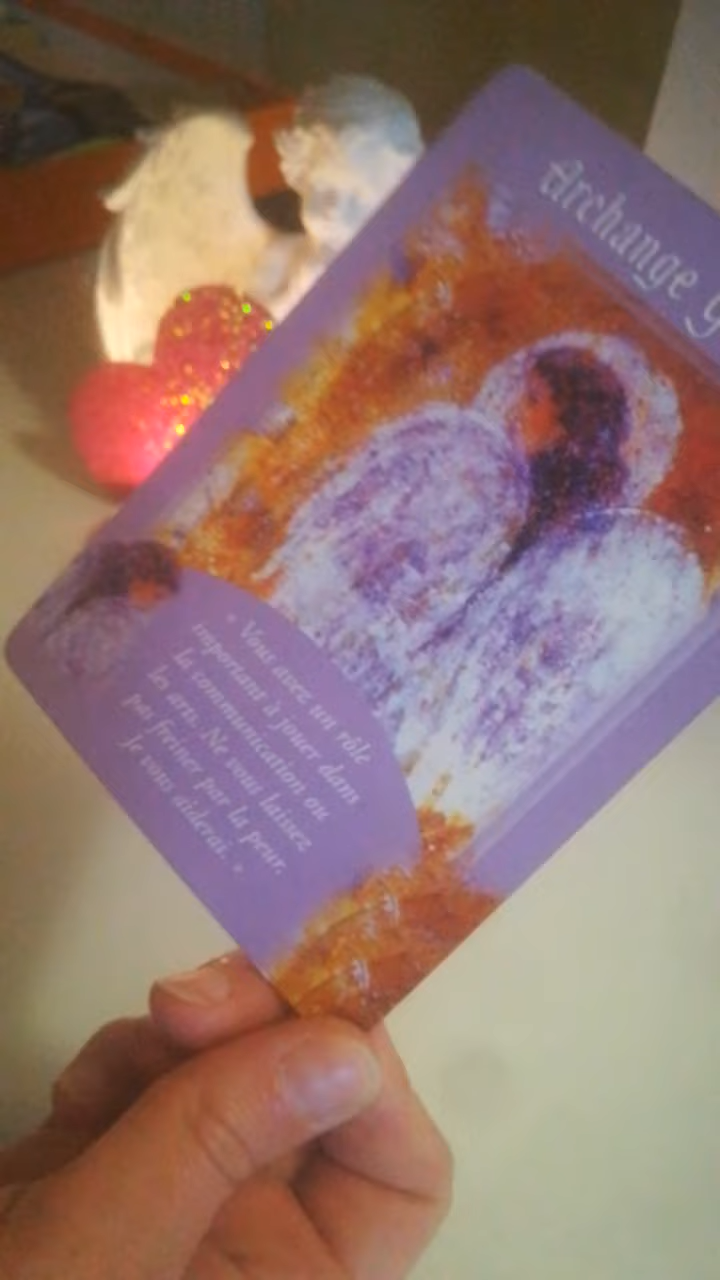 Archange G
« Vous avez un rôle
important à jouer dans
la communication ou
les arts. Ne vous laissez
pas freiner par la peur.
Je vous aiderai. »